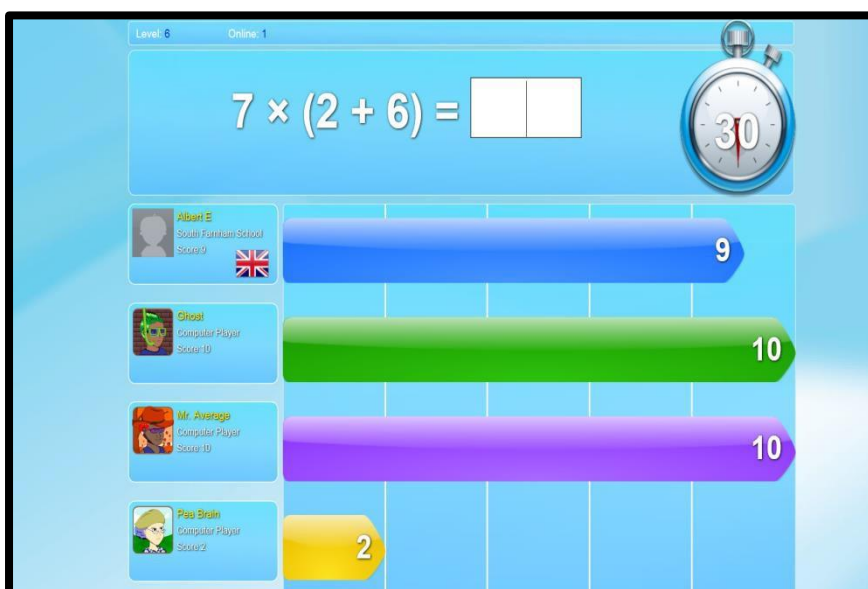 Level: 6 Online: 1
7 × (2 + 6) =
30
Albert E
South Farnham School
Score:9
9
Ghost
Computer Player
Score:10
10
Mr. Average
Computer Player
Score:10
10
Pea Brain
Computer Player
Score:2
2